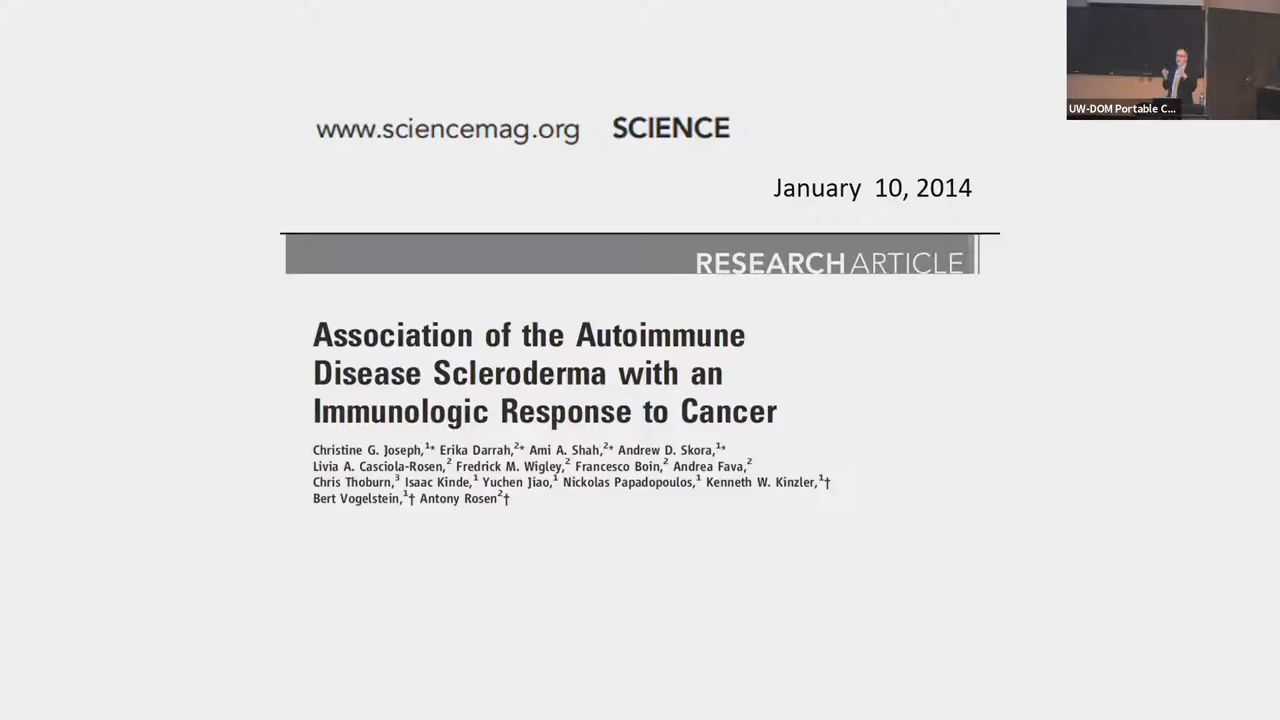 www.sciencemag.org SCIENCE
January 10, 2014
RESEARCH ARTICLE
Association of the Autoimmune
Disease Scleroderma with an
Immunologic Response to Cancer
Christine G. Joseph,¹* Erika Darrah,²* Ami A. Shah,²* Andrew D. Skora,¹*
Livia A. Casciola-Rosen,² Fredrick M. Wigley,² Francesco Boin,² Andrea Fava,²
Chris Thoburn,³ Isaac Kinde,¹ Yuchen Jiao,¹ Nickolas Papadopoulos,¹ Kenneth W. Kinzler,¹†
Bert Vogelstein,¹† Antony Rosen²†
UW-DOM Portable C...